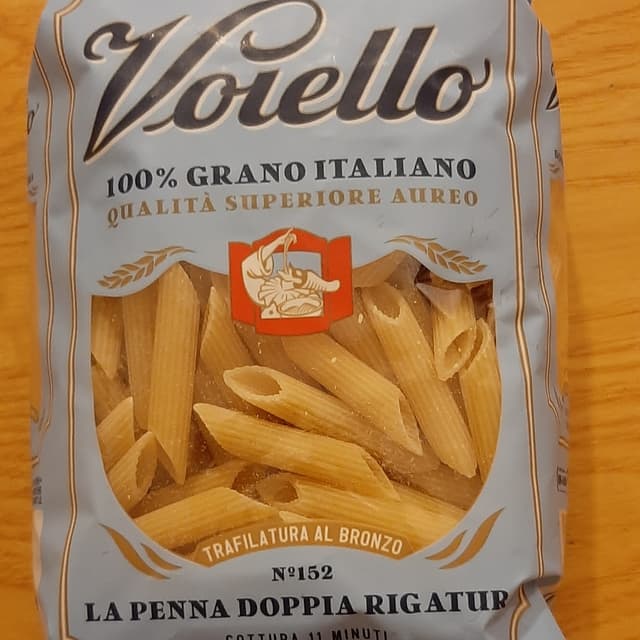 Voiello
100% GRANO ITALIANO
QUALITÀ SUPERIORE AUREO
TRAFILATURA AL BRONZO
Nº152
LA PENNA DOPPIA RIGATUR
COTTURA 11 MINUTI